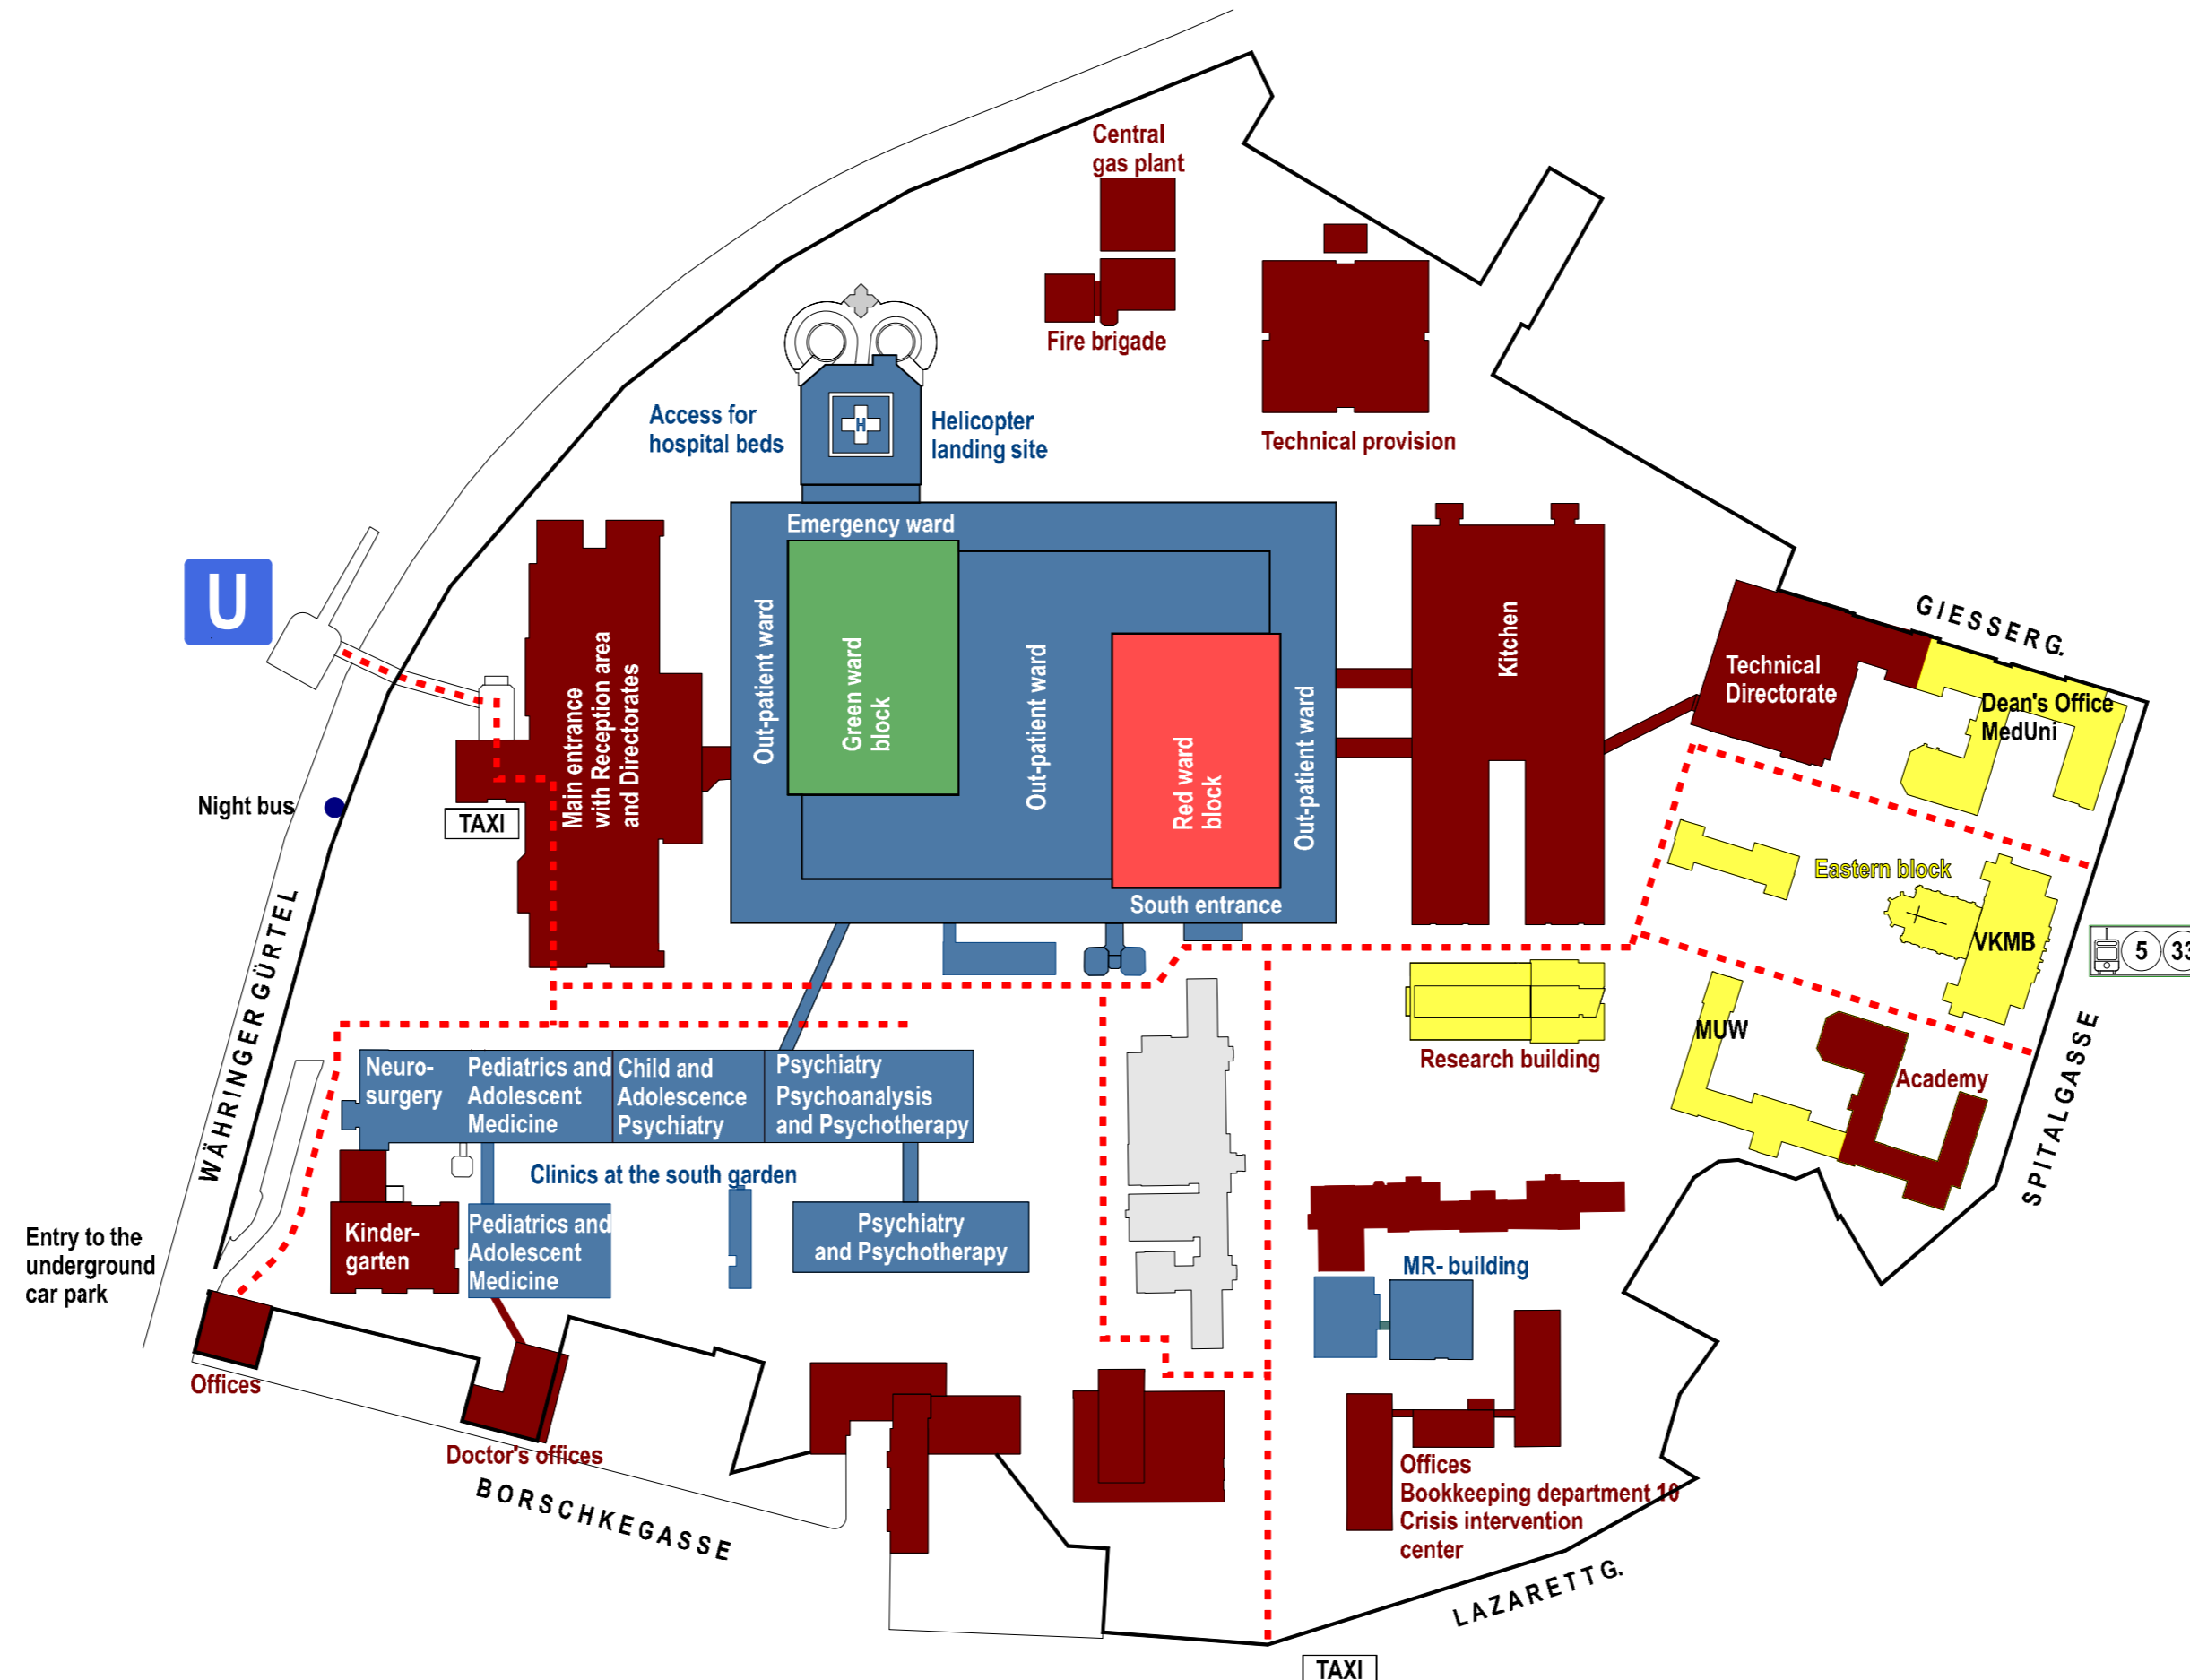 Central
gas plant
Fire brigade
Technical provision
Access for
hospital beds
H
Helicopter
landing site
Emergency ward
Out-patient ward
Green ward
block
Out-patient ward
Red ward
block
Out-patient ward
South entrance
Kitchen
U
Main entrance
with Reception area
and Directorates
TAXI
Night bus
WÄHRINGER GÜRTEL
GIESSERG.
Technical
Directorate
Dean's Office
MedUni
Eastern block
VKMB
5
33
MUW
Academy
SPITALGASSE
Research building
Neuro-
surgery
Pediatrics and
Adolescent
Medicine
Child and
Adolescence
Psychiatry
Psychiatry
Psychoanalysis
and Psychotherapy
Clinics at the south garden
Kinder-
garten
Pediatrics and
Adolescent
Medicine
Psychiatry
and Psychotherapy
Entry to the
underground
car park
MR- building
Offices
Doctor's offices
BORSCHKEGASSE
Offices
Bookkeeping department 10
Crisis intervention
center
LAZARETTG.
TAXI